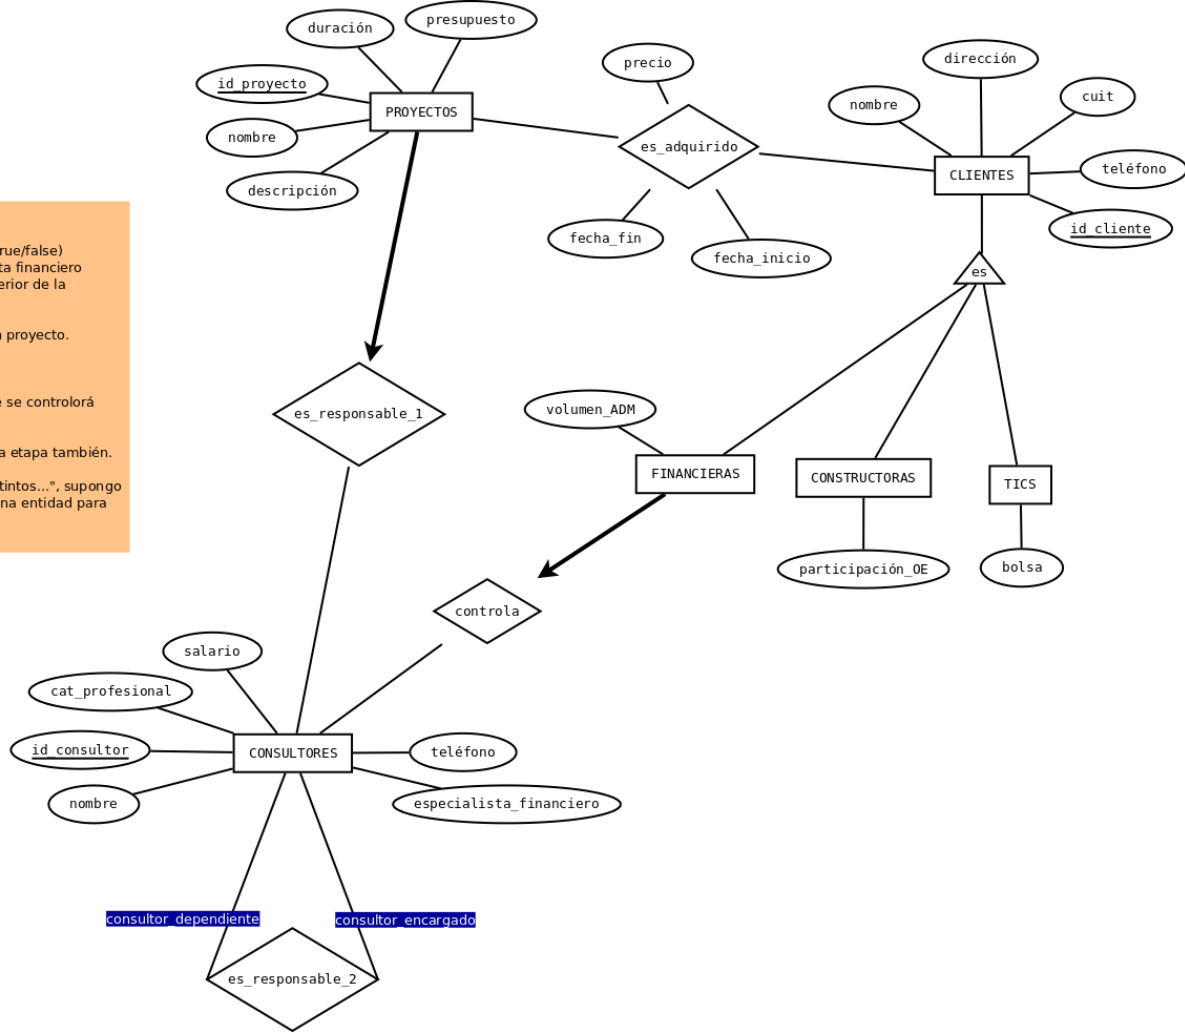 presupuesto
duración
precio
dirección
id_proyecto
cuit
nombre
PROYECTOS
nombre
es_adquirido
teléfono
CLIENTES
descripción
id_cliente
fecha_fin
fecha_inicio
rue/false)
ta financiero
erior de la
es
proyecto.
se controlorá
volumen_ADM
es_responsable_1
a etapa también.
FINANCIERAS
CONSTRUCTORAS
TICS
tintos...", supongo
na entidad para
participación_OE
bolsa
controla
salario
cat_profesional
id_consultor
CONSULTORES
teléfono
nombre
especialista_financiero
consultor_dependiente
consultor_encargado
es_responsable_2